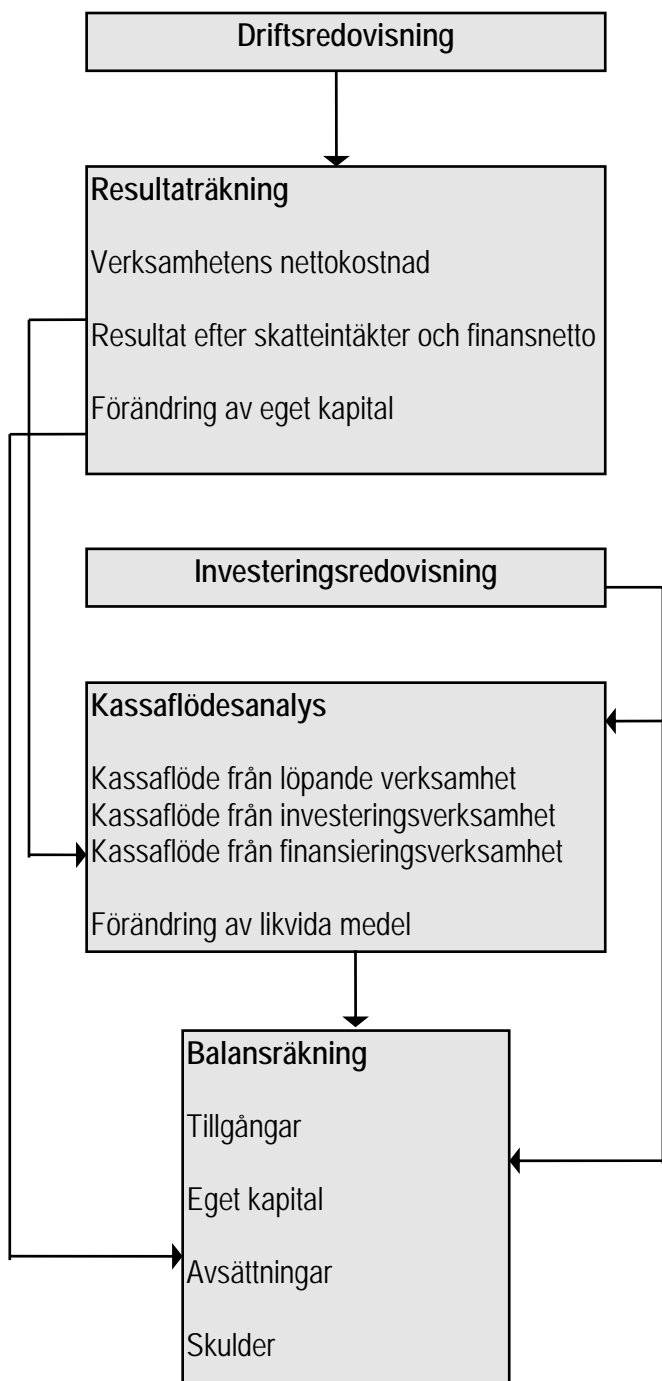 Driftsredovisning
Resultaträkning
Verksamhetens nettokostnad
Resultat efter skatteintäkter och finansnetto
Förändring av eget kapital
Investeringsredovisning
Kassaflödesanalys
Kassaflöde från löpande verksamhet
Kassaflöde från investeringsverksamhet
Kassaflöde från finansieringsverksamhet
Förändring av likvida medel
Balansräkning
Tillgångar
Eget kapital
Avsättningar
Skulder